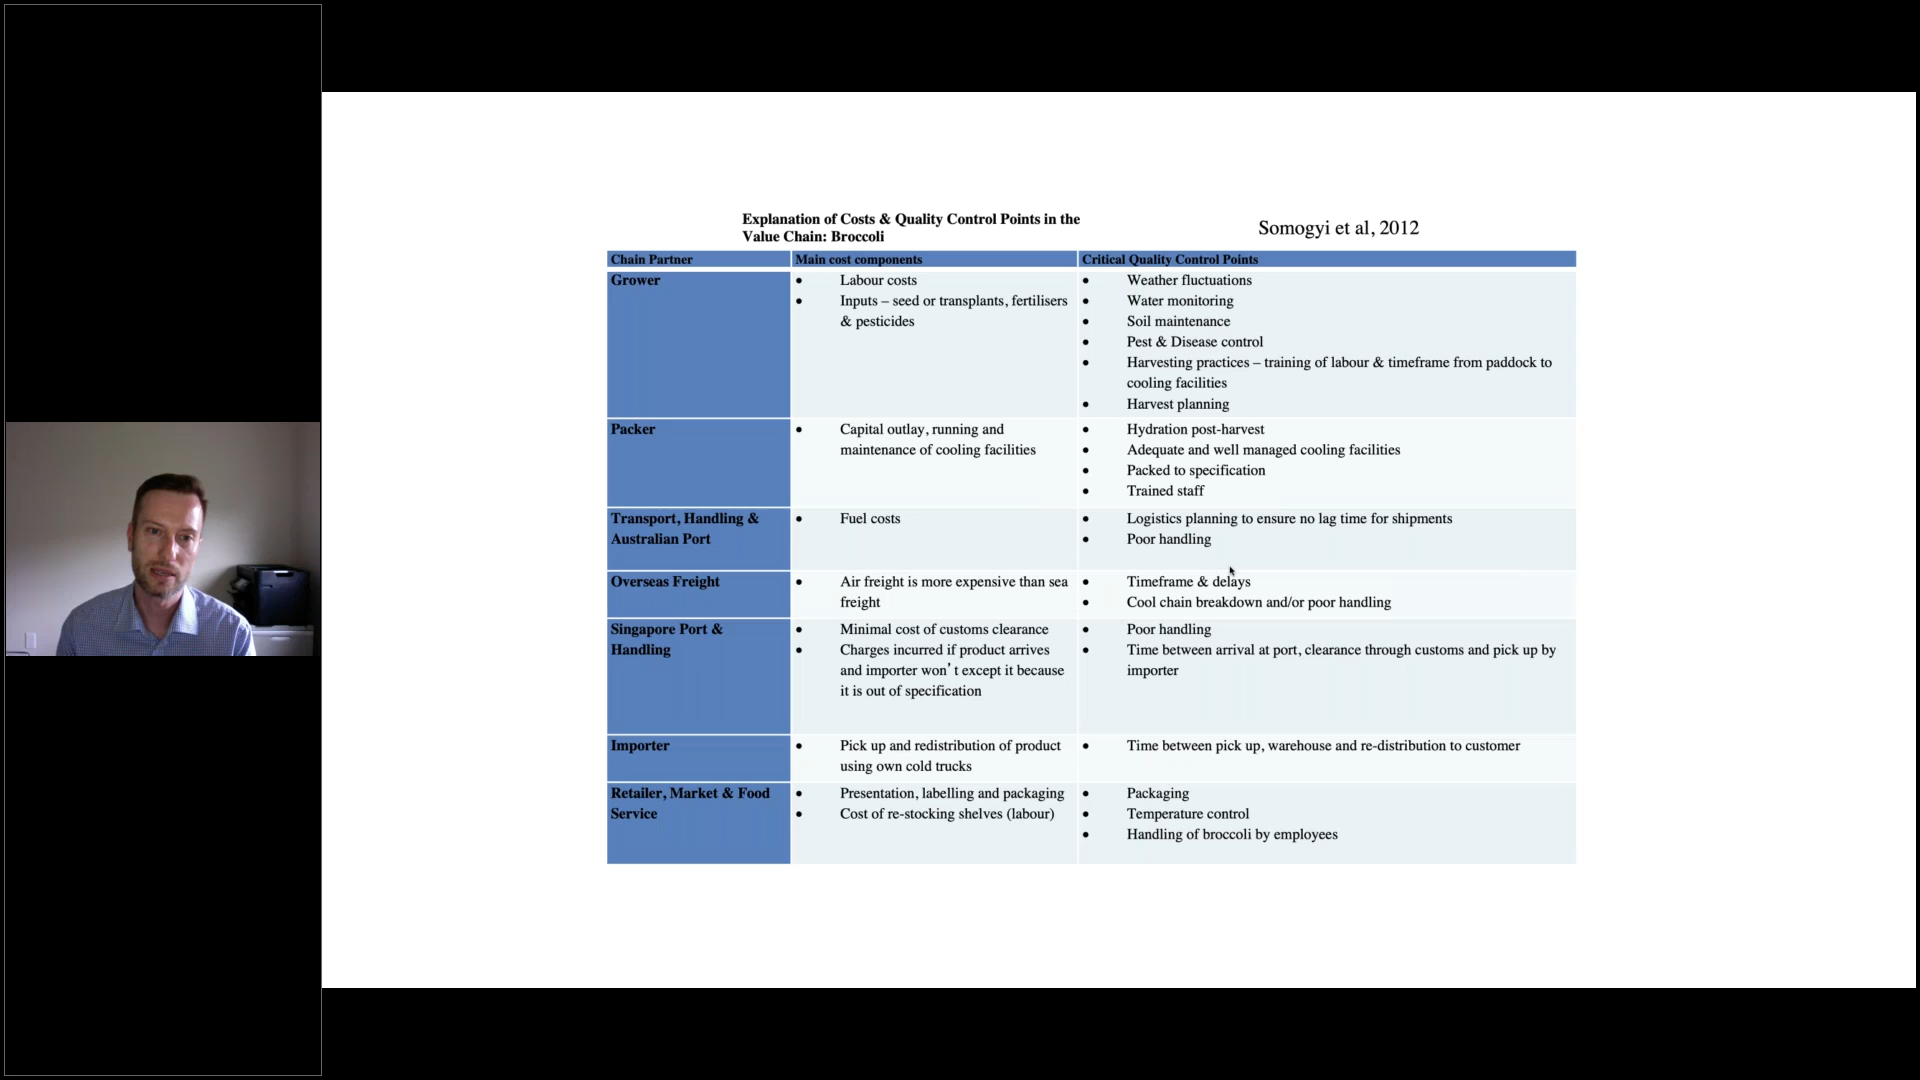 Explanation of Costs & Quality Control Points in the
Value Chain: Broccoli
Somogyi et al, 2012
Chain Partner
Main cost components
Critical Quality Control Points
Grower
• Labour costs
• Inputs – seed or transplants, fertilisers
& pesticides
• Weather fluctuations
• Water monitoring
• Soil maintenance
• Pest & Disease control
• Harvesting practices – training of labour & timeframe from paddock to
cooling facilities
• Harvest planning
Packer
• Capital outlay, running and
maintenance of cooling facilities
• Hydration post-harvest
• Adequate and well managed cooling facilities
• Packed to specification
• Trained staff
Transport, Handling &
Australian Port
• Fuel costs
• Logistics planning to ensure no lag time for shipments
• Poor handling
Overseas Freight
• Air freight is more expensive than sea
freight
• Timeframe & delays
• Cool chain breakdown and/or poor handling
Singapore Port &
Handling
• Minimal cost of customs clearance
• Charges incurred if product arrives
and importer won’t except it because
it is out of specification
• Poor handling
• Time between arrival at port, clearance through customs and pick up by
importer
Importer
• Pick up and redistribution of product
using own cold trucks
• Time between pick up, warehouse and re-distribution to customer
Retailer, Market & Food
Service
• Presentation, labelling and packaging
• Cost of re-stocking shelves (labour)
• Packaging
• Temperature control
• Handling of broccoli by employees